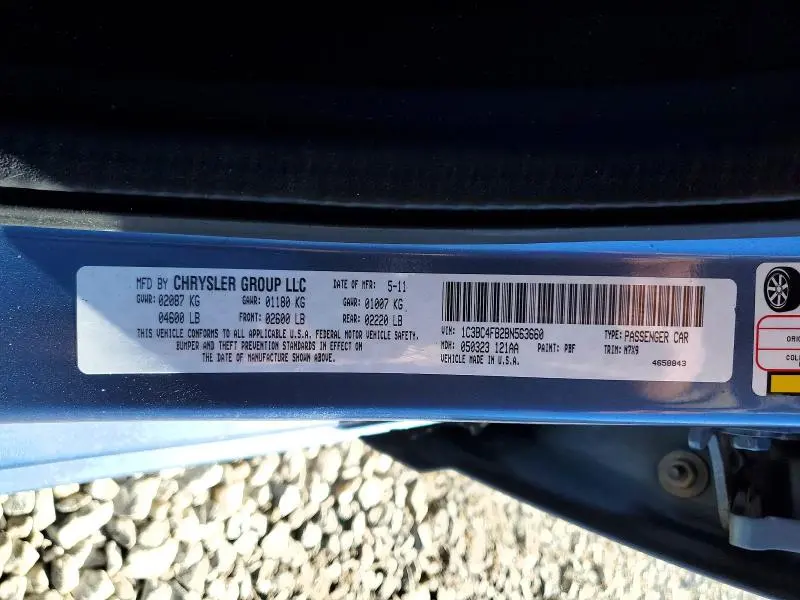 MFD BY CHRYSLER GROUP LLC DATE OF MFR: 5-11
GVWR: 02087 KG GAWR: 01180 KG GAWR: 01007 KG
04600 LB FRONT: 02600 LB REAR: 02220 LB
THIS VEHICLE CONFORMS TO ALL APPLICABLE U.S.A. FEDERAL MOTOR VEHICLE SAFETY,
BUMPER AND THEFT PREVENTION STANDARDS IN EFFECT ON
THE DATE OF MANUFACTURE SHOWN ABOVE.
VIN: 1C3BC4FB2BN563660 TYPE: PASSENGER CAR
MDH: 050323 121AA PAINT: PBF TRIM: M7X9
VEHICLE MADE IN U.S.A. 4658843
ORIG
COL